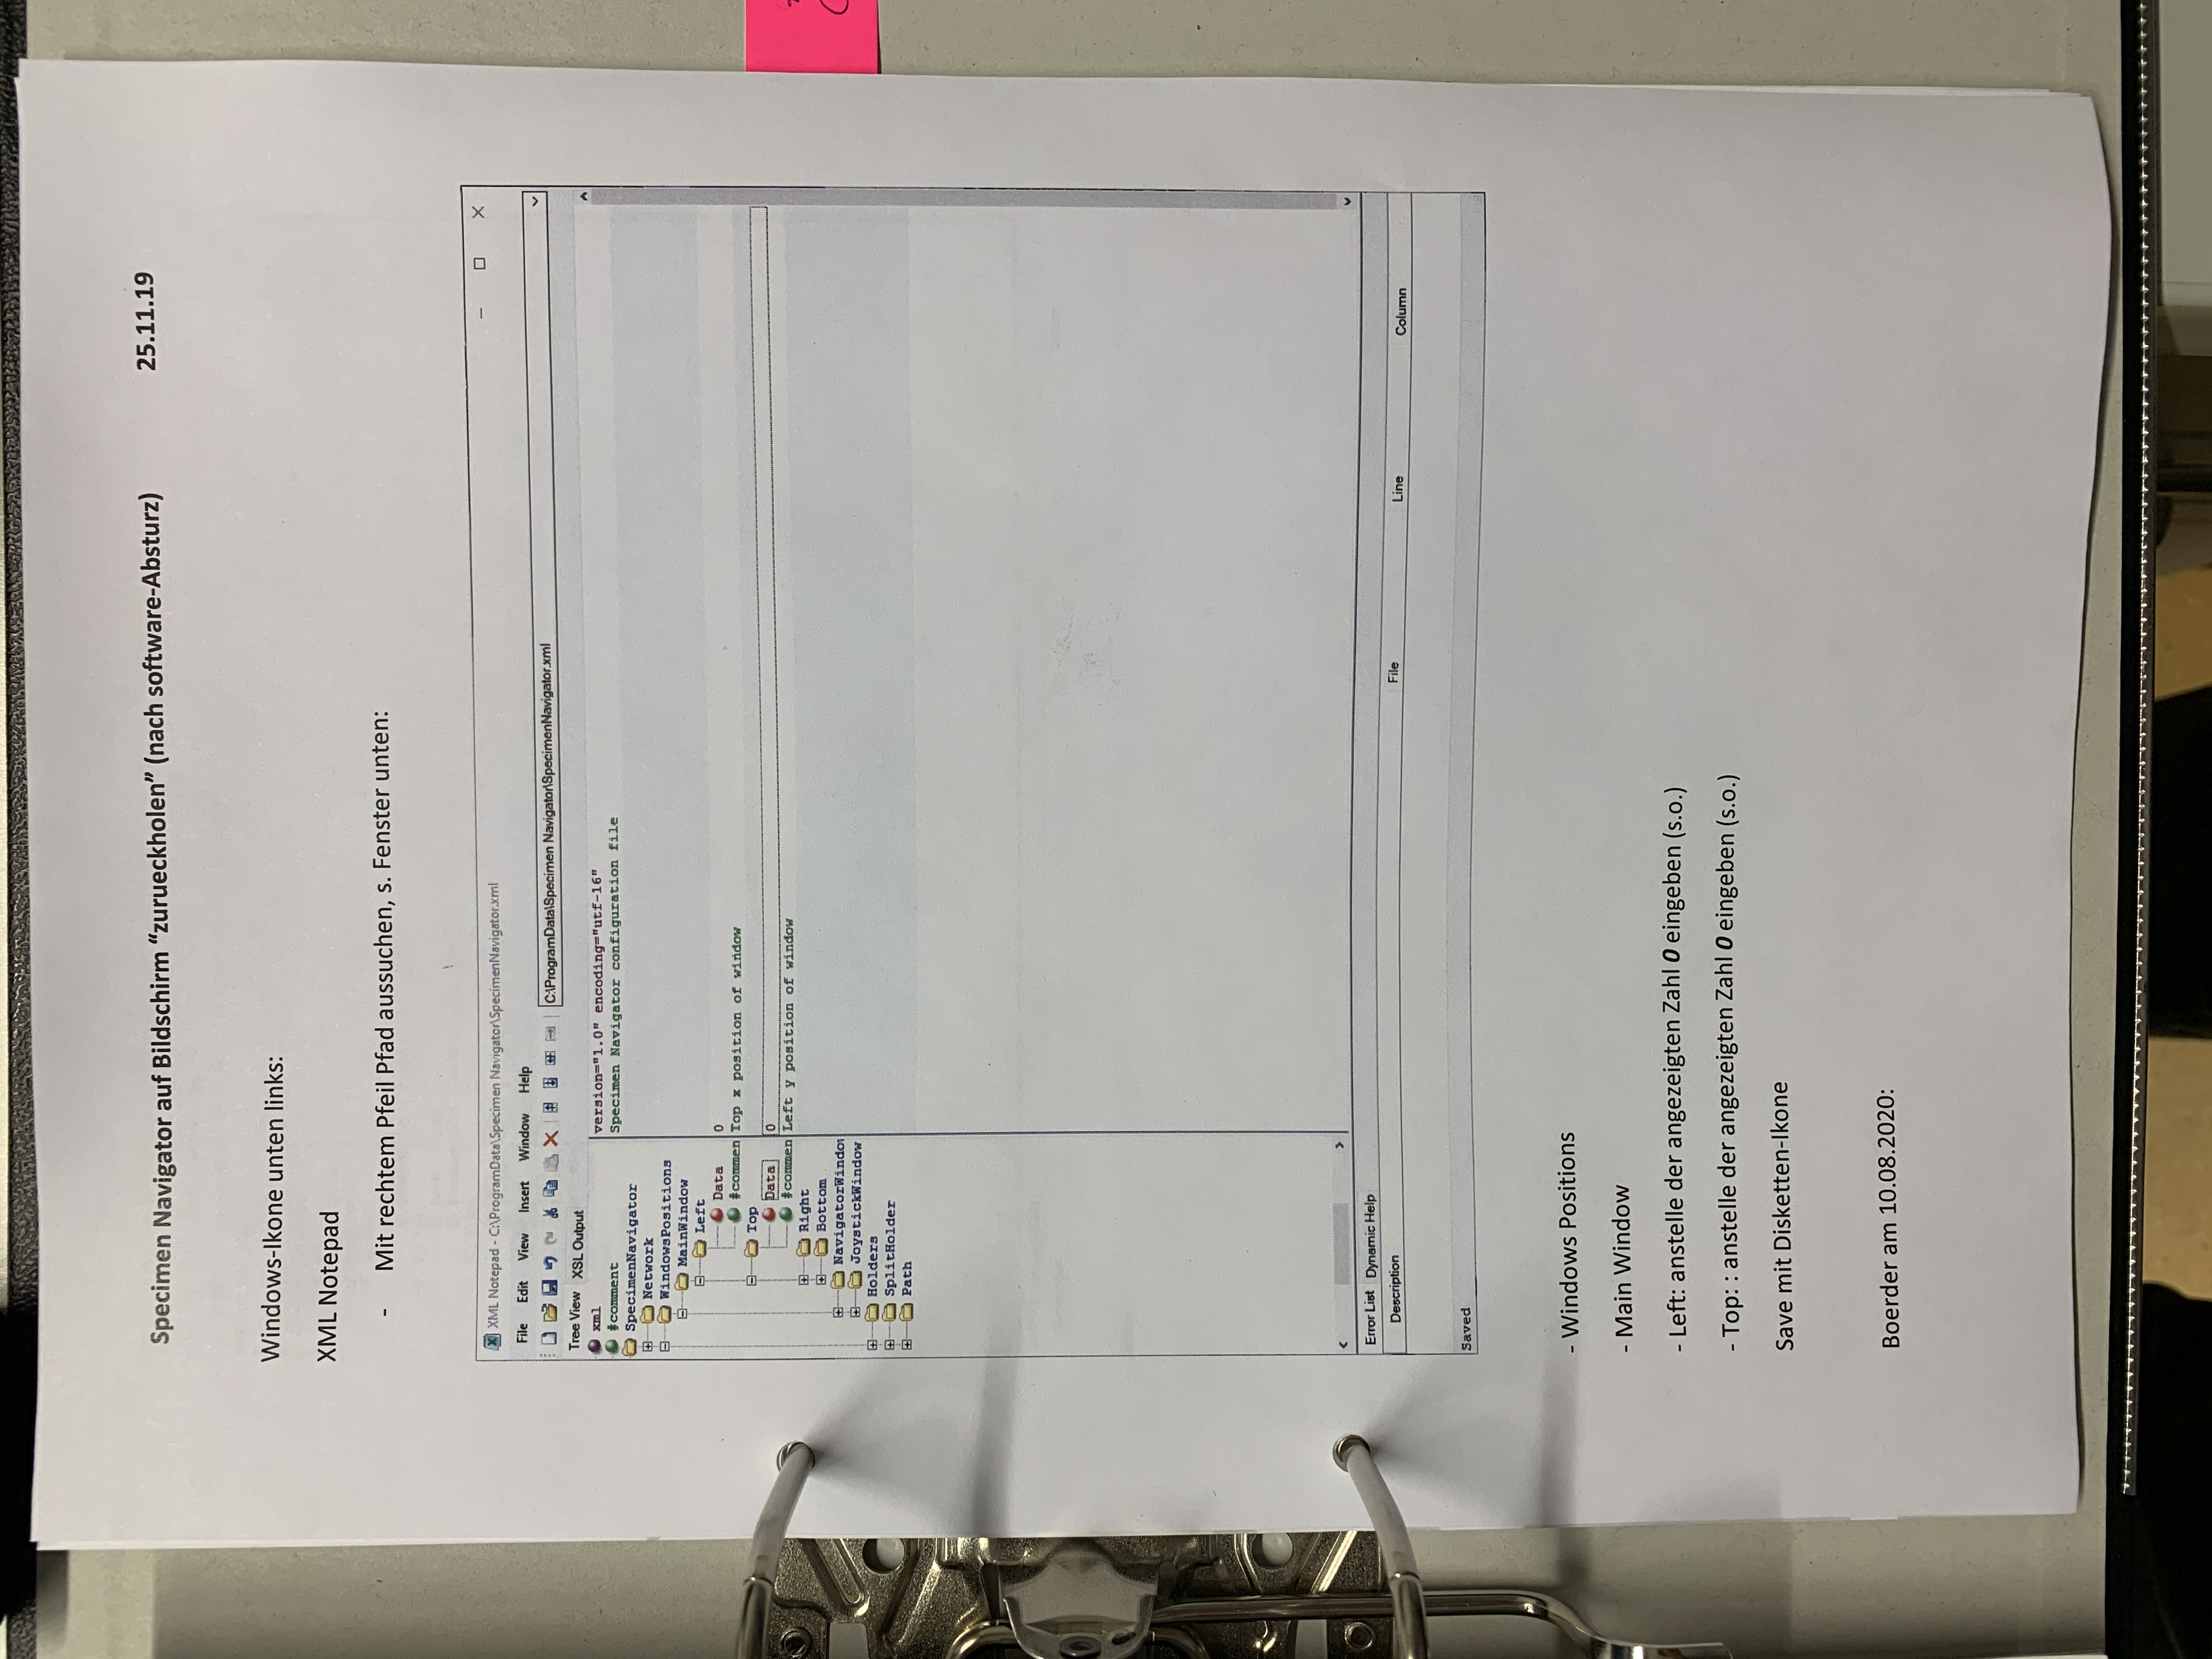 Specimen Navigator auf Bildschirm “zurueckholen” (nach software-Absturz) 25.11.19
Windows-Ikone unten links:
XML Notepad
- Mit rechtem Pfeil Pfad aussuchen, s. Fenster unten:
XML Notepad - C:\ProgramData\Specimen Navigator\SpecimenNavigator.xml
File Edit View Insert Window Help
C:\ProgramData\Specimen Navigator\SpecimenNavigator.xml
Tree View XSL Output
xml version="1.0" encoding="utf-16"
#comment Specimen Navigator configuration file
SpecimenNavigator
Network
WindowsPositions
MainWindow
Left
Data 0
#commen Top x position of window
Top
Data 0
#commen Left y position of window
Right
Bottom
NavigatorWindo
JoystickWindow
Holders
SplitHolder
Path
Error List Dynamic Help
Description File Line Column
Saved
- Windows Positions
- Main Window
- Left: anstelle der angezeigten Zahl 0 eingeben (s.o.)
- Top: : anstelle der angezeigten Zahl 0 eingeben (s.o.)
Save mit Disketten-Ikone
Boerder am 10.08.2020: